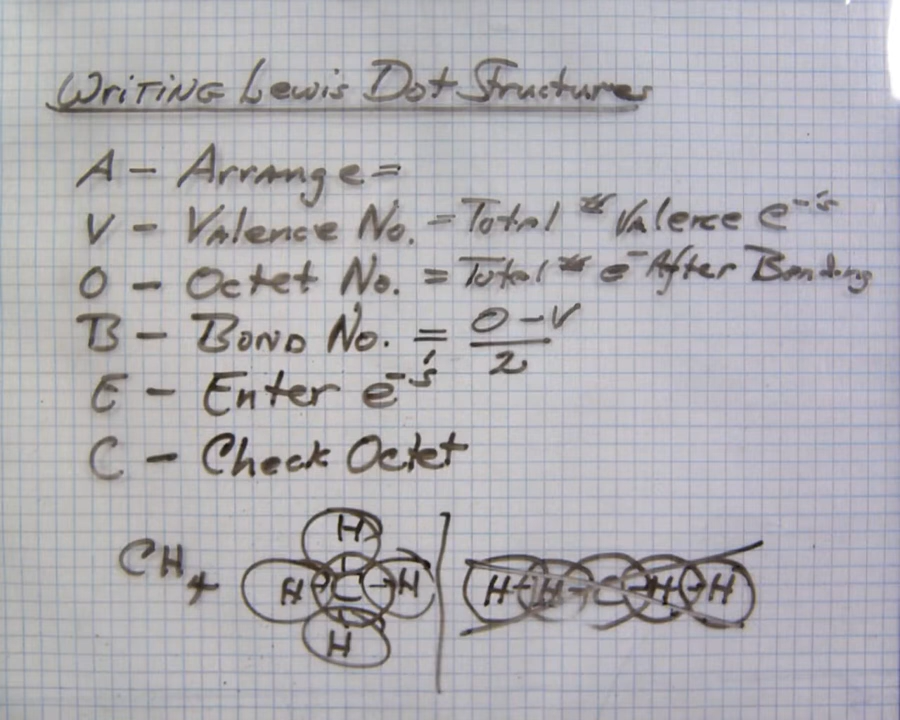 Writing Lewis Dot Structures
A - Arrange =
V - Valence No. = Total # Valence e⁻'s
O - Octet No. = Total # e⁻ After Bonding
B - Bond No. = O - V / 2
E - Enter e⁻'s
C - Check Octet
CH₄
H
H - C - H
H
H - H - C - H - H